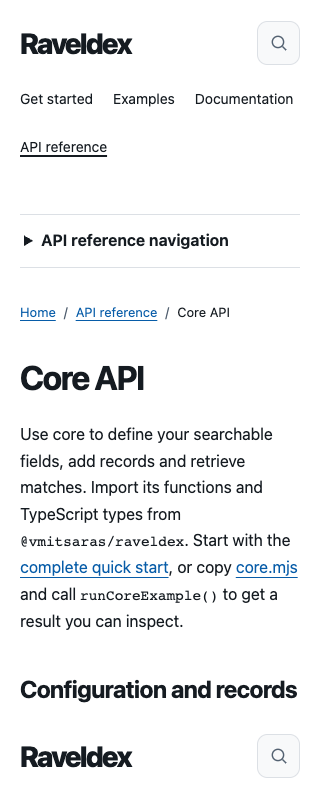 Raveldex
Get started Examples Documentation
API reference
▶ API reference navigation
Home / API reference / Core API
Core API
Use core to define your searchable
fields, add records and retrieve
matches. Import its functions and
TypeScript types from
@vmitsaras/raveldex. Start with the
complete quick start, or copy core.mjs
and call runCoreExample() to get a
result you can inspect.
Configuration and records
Raveldex